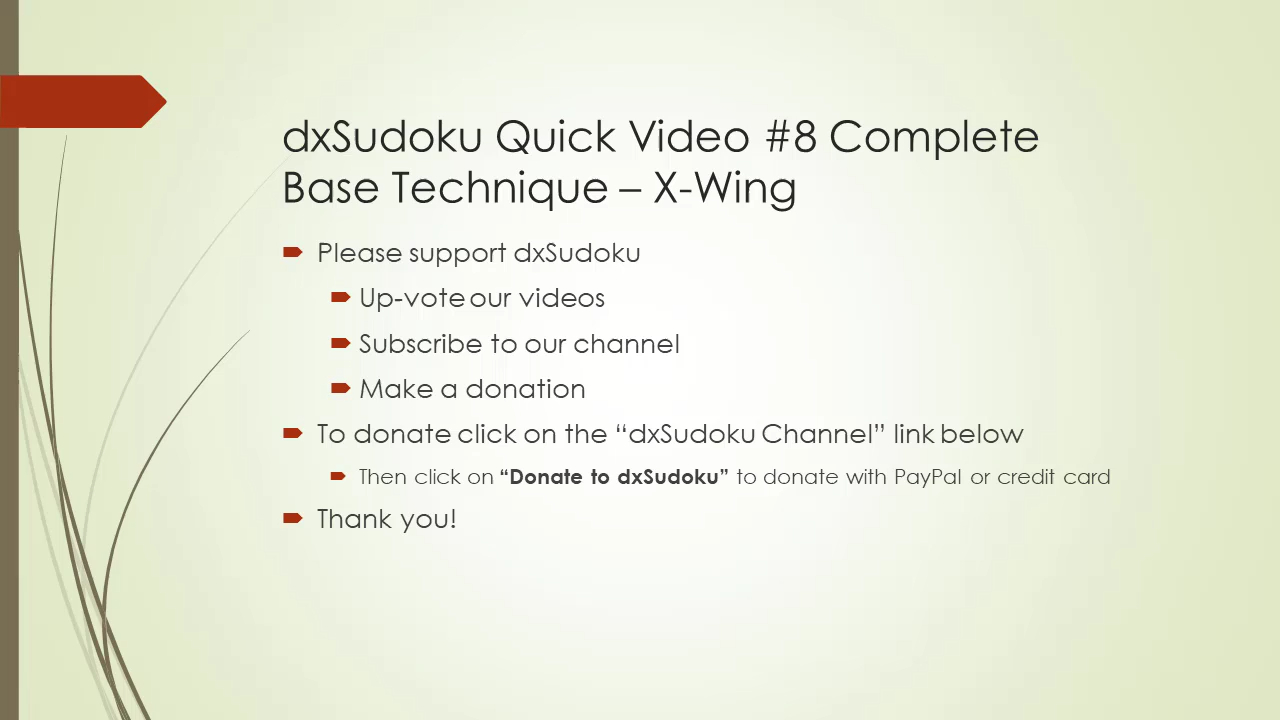 dxSudoku Quick Video #8 Complete
Base Technique – X-Wing
Please support dxSudoku
Up-vote our videos
Subscribe to our channel
Make a donation
To donate click on the “dxSudoku Channel” link below
Then click on “Donate to dxSudoku” to donate with PayPal or credit card
Thank you!